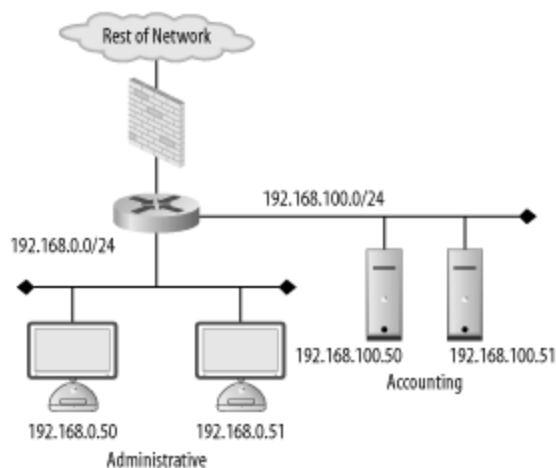 Rest of Network
192.168.100.0/24
192.168.0.0/24
192.168.100.50
192.168.100.51
Accounting
192.168.0.50
192.168.0.51
Administrative